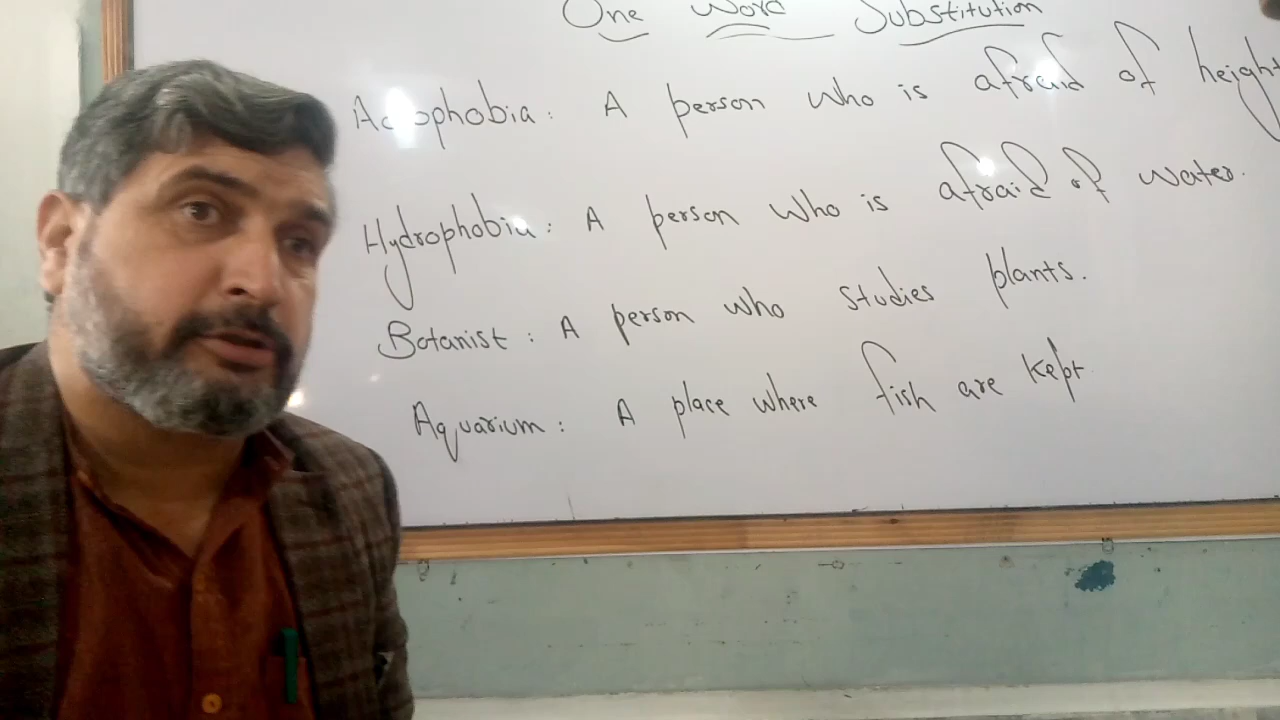 One Word Substitution
Acrophobia: A person who is afraid of height
Hydrophobia: A person who is afraid of water.
Botanist: A person who studies plants.
Aquarium: A place where fish are kept